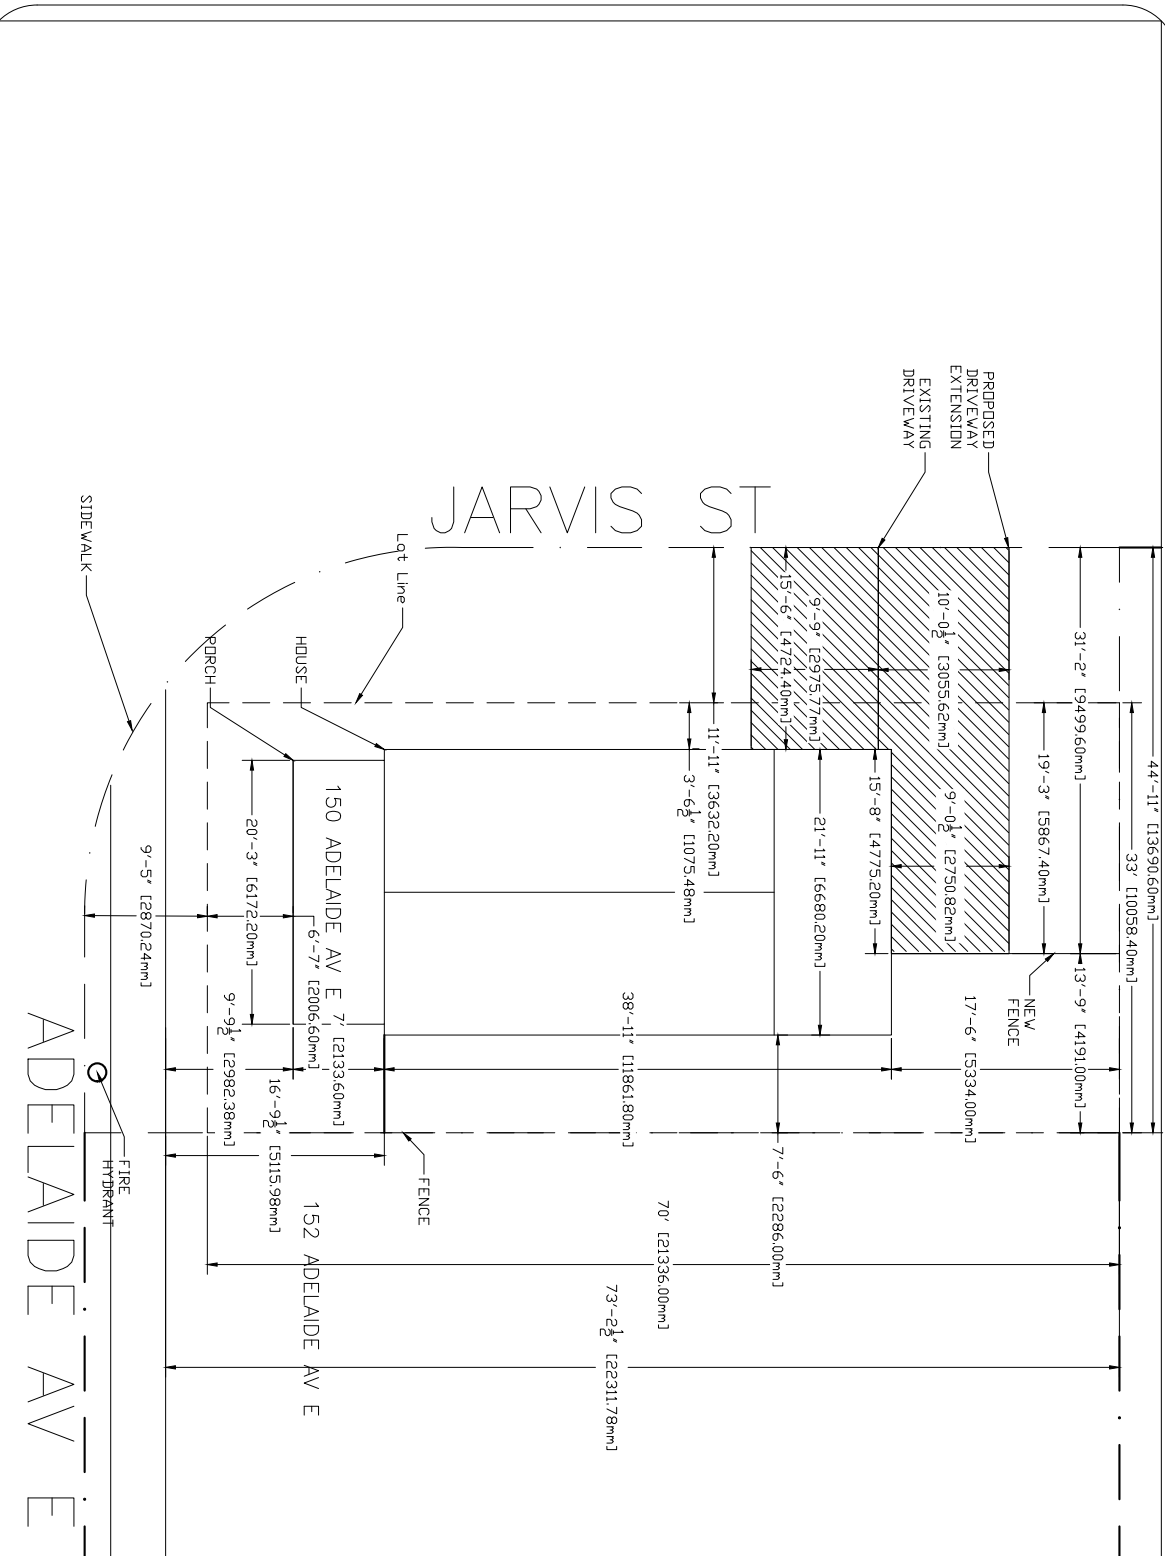 JARVIS ST
PROPOSED
DRIVEWAY
EXTENSION
EXISTING
DRIVEWAY
SIDEWALK
Lot Line
HOUSE
PORCH
44'-11" [13690.60mm]
33' [10058.40mm]
31'-2" [9499.60mm]
13'-9" [4191.00mm]
19'-3" [5867.40mm]
10'-0½" [3055.62mm]
9'-0½" [2750.82mm]
NEW
FENCE
17'-6" [5334.00mm]
15'-8" [4775.20mm]
21'-11" [6680.20mm]
9'-9" [2975.77mm]
15'-6" [4724.40mm]
7'-6" [2286.00mm]
11'-11" [3632.20mm]
3'-6½" [1075.48mm]
70' [21336.00mm]
38'-11" [11861.80mm]
73'-2½" [22311.78mm]
FENCE
150 ADELAIDE AV E
7' [2133.60mm]
6'-7" [2006.60mm]
152 ADELAIDE AV E
16'-9½" [5115.98mm]
20'-3" [6172.20mm]
9'-9½" [2982.38mm]
9'-5" [2870.24mm]
FIRE
HYDRANT
ADELAIDE AV E